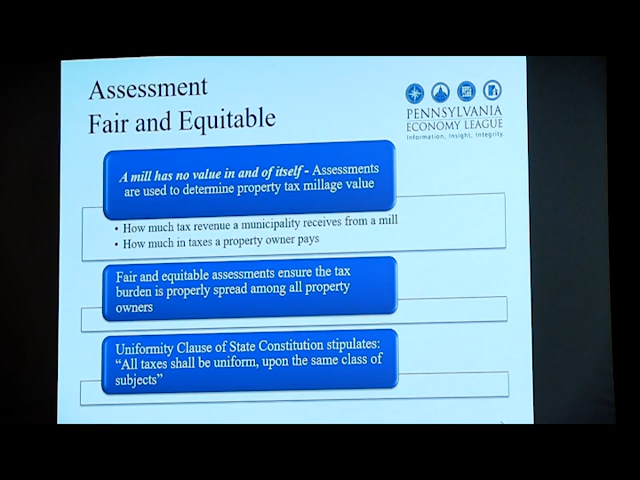 Assessment
Fair and Equitable
PENNSYLVANIA
ECONOMY LEAGUE
Information, Insight, Integrity.
A mill has no value in and of itself - Assessments
are used to determine property tax millage value
• How much tax revenue a municipality receives from a mill
• How much in taxes a property owner pays
Fair and equitable assessments ensure the tax
burden is properly spread among all property
owners
Uniformity Clause of State Constitution stipulates:
“All taxes shall be uniform, upon the same class of
subjects”